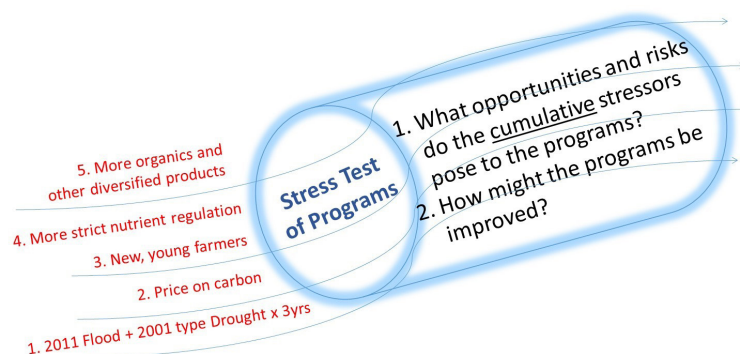 5. More organics and
other diversified products
4. More strict nutrient regulation
3. New, young farmers
2. Price on carbon
1. 2011 Flood + 2001 type Drought x 3yrs
Stress Test
of Programs
1. What opportunities and risks
do the cumulative stressors
pose to the programs?
2. How might the programs be
improved?